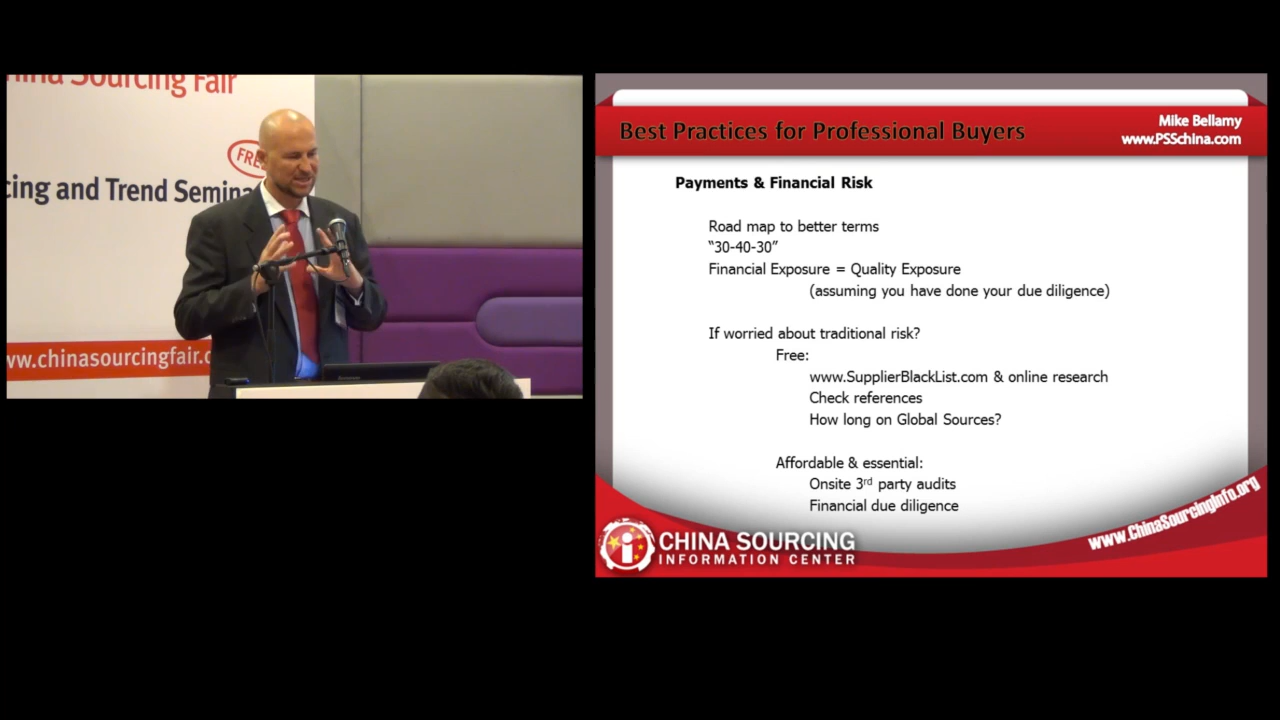 Sourcing Fair
FREE
and Trend
www.chinasourcingfair.c
Best Practices for Professional Buyers
Mike Bellamy
www.PSSchina.com
Payments & Financial Risk
Road map to better terms
“30-40-30”
Financial Exposure = Quality Exposure
(assuming you have done your due diligence)
If worried about traditional risk?
Free:
www.SupplierBlackList.com & online research
Check references
How long on Global Sources?
Affordable & essential:
Onsite 3rd party audits
Financial due diligence
CHINA SOURCING
INFORMATION CENTER
www.ChinaSourcingInfo.org